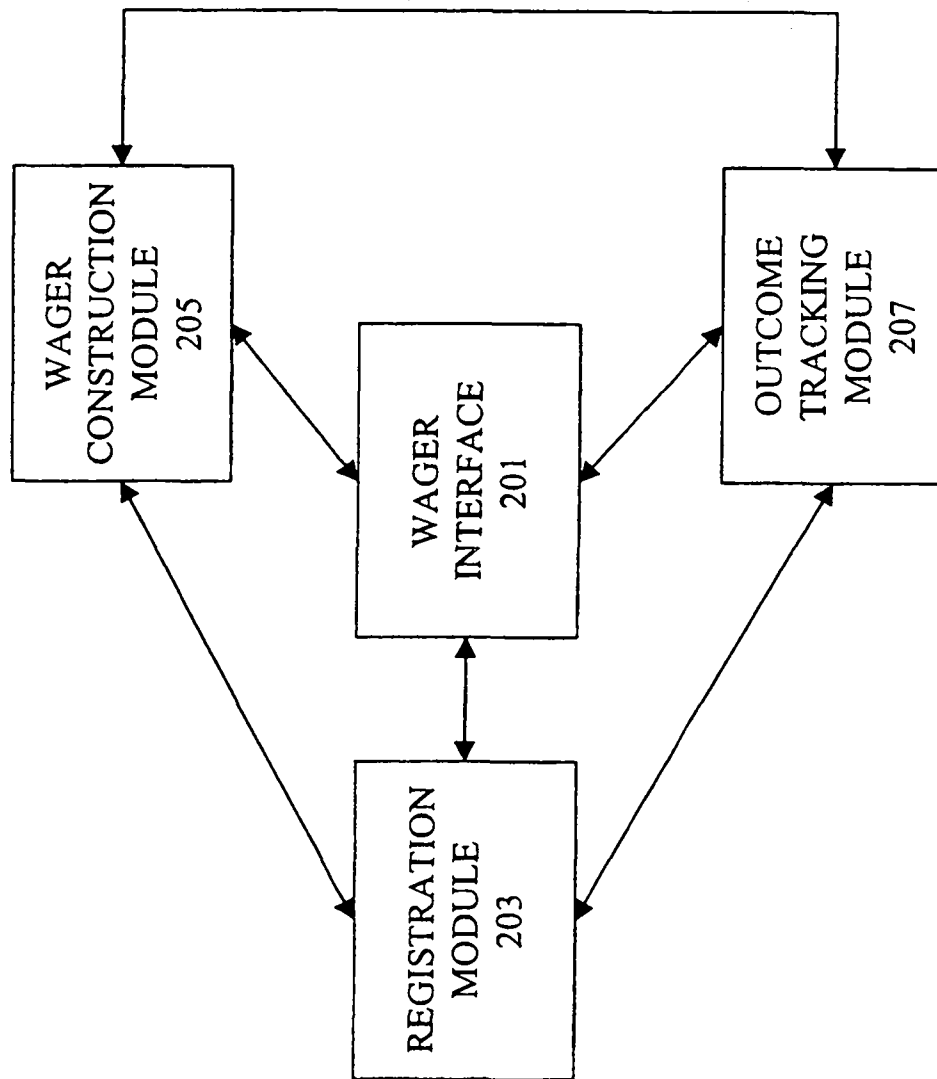 WAGER
CONSTRUCTION
MODULE
205
WAGER
INTERFACE
201
OUTCOME
TRACKING
MODULE
207
REGISTRATION
MODULE
203